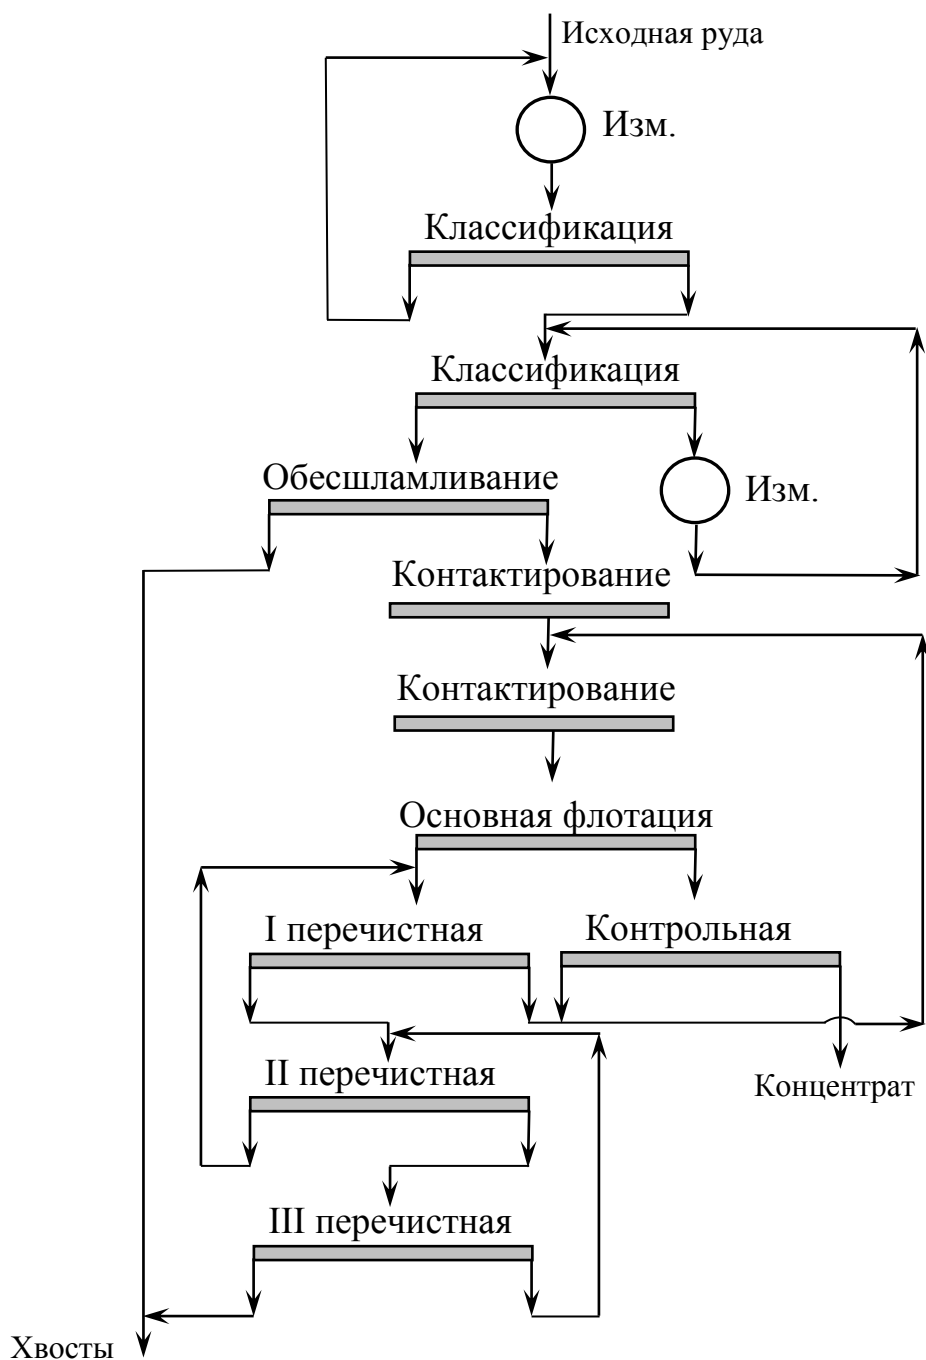 Исходная руда
Изм.
Классификация
Классификация
Обесшламливание
Изм.
Контактирование
Контактирование
Основная флотация
I перечистная
Контрольная
II перечистная
Концентрат
III перечистная
Хвосты